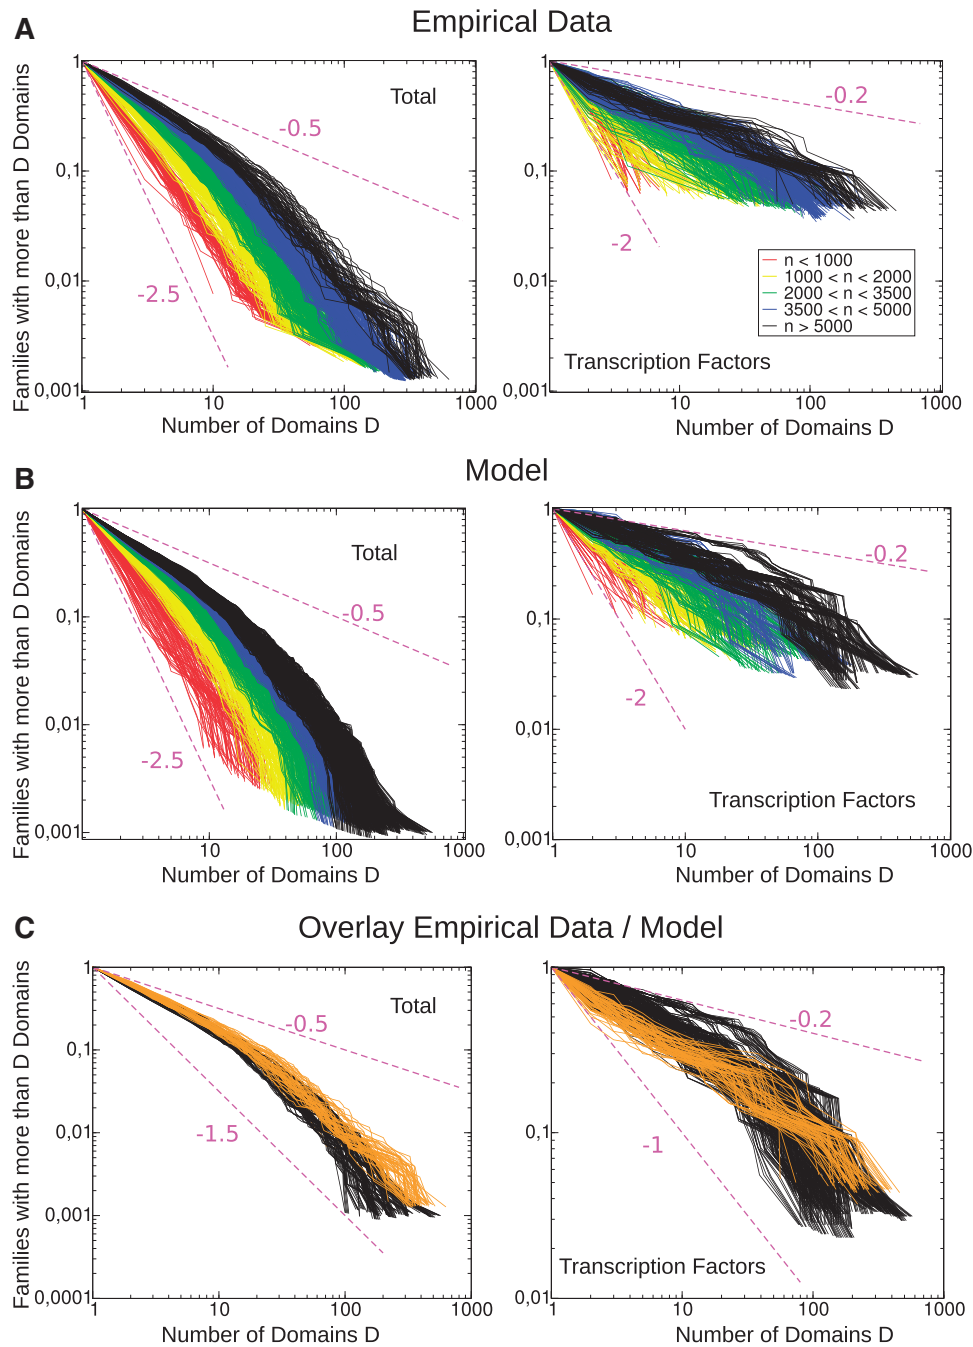 A
Empirical Data
Families with more than D Domains
1
0,1
0,01
0,001
Total
-0.5
-2.5
1
10
100
1000
Number of Domains D
1
0,1
0,01
0,001
-0.2
-2
n < 1000
1000 < n < 2000
2000 < n < 3500
3500 < n < 5000
n > 5000
Transcription Factors
10
100
1000
Number of Domains D
B
Model
Families with more than D Domains
1
0,1
0,01
0,001
Total
-0.5
-2.5
10
100
1000
Number of Domains D
1
0,1
0,01
0,001
-0.2
-2
Transcription Factors
1
10
100
1000
Number of Domains D
C
Overlay Empirical Data / Model
Families with more than D Domains
1
0,1
0,01
0,001
0,0001
Total
-0.5
-1.5
1
10
100
1000
Number of Domains D
1
0,1
0,01
-0.2
-1
Transcription Factors
1
10
100
1000
Number of Domains D